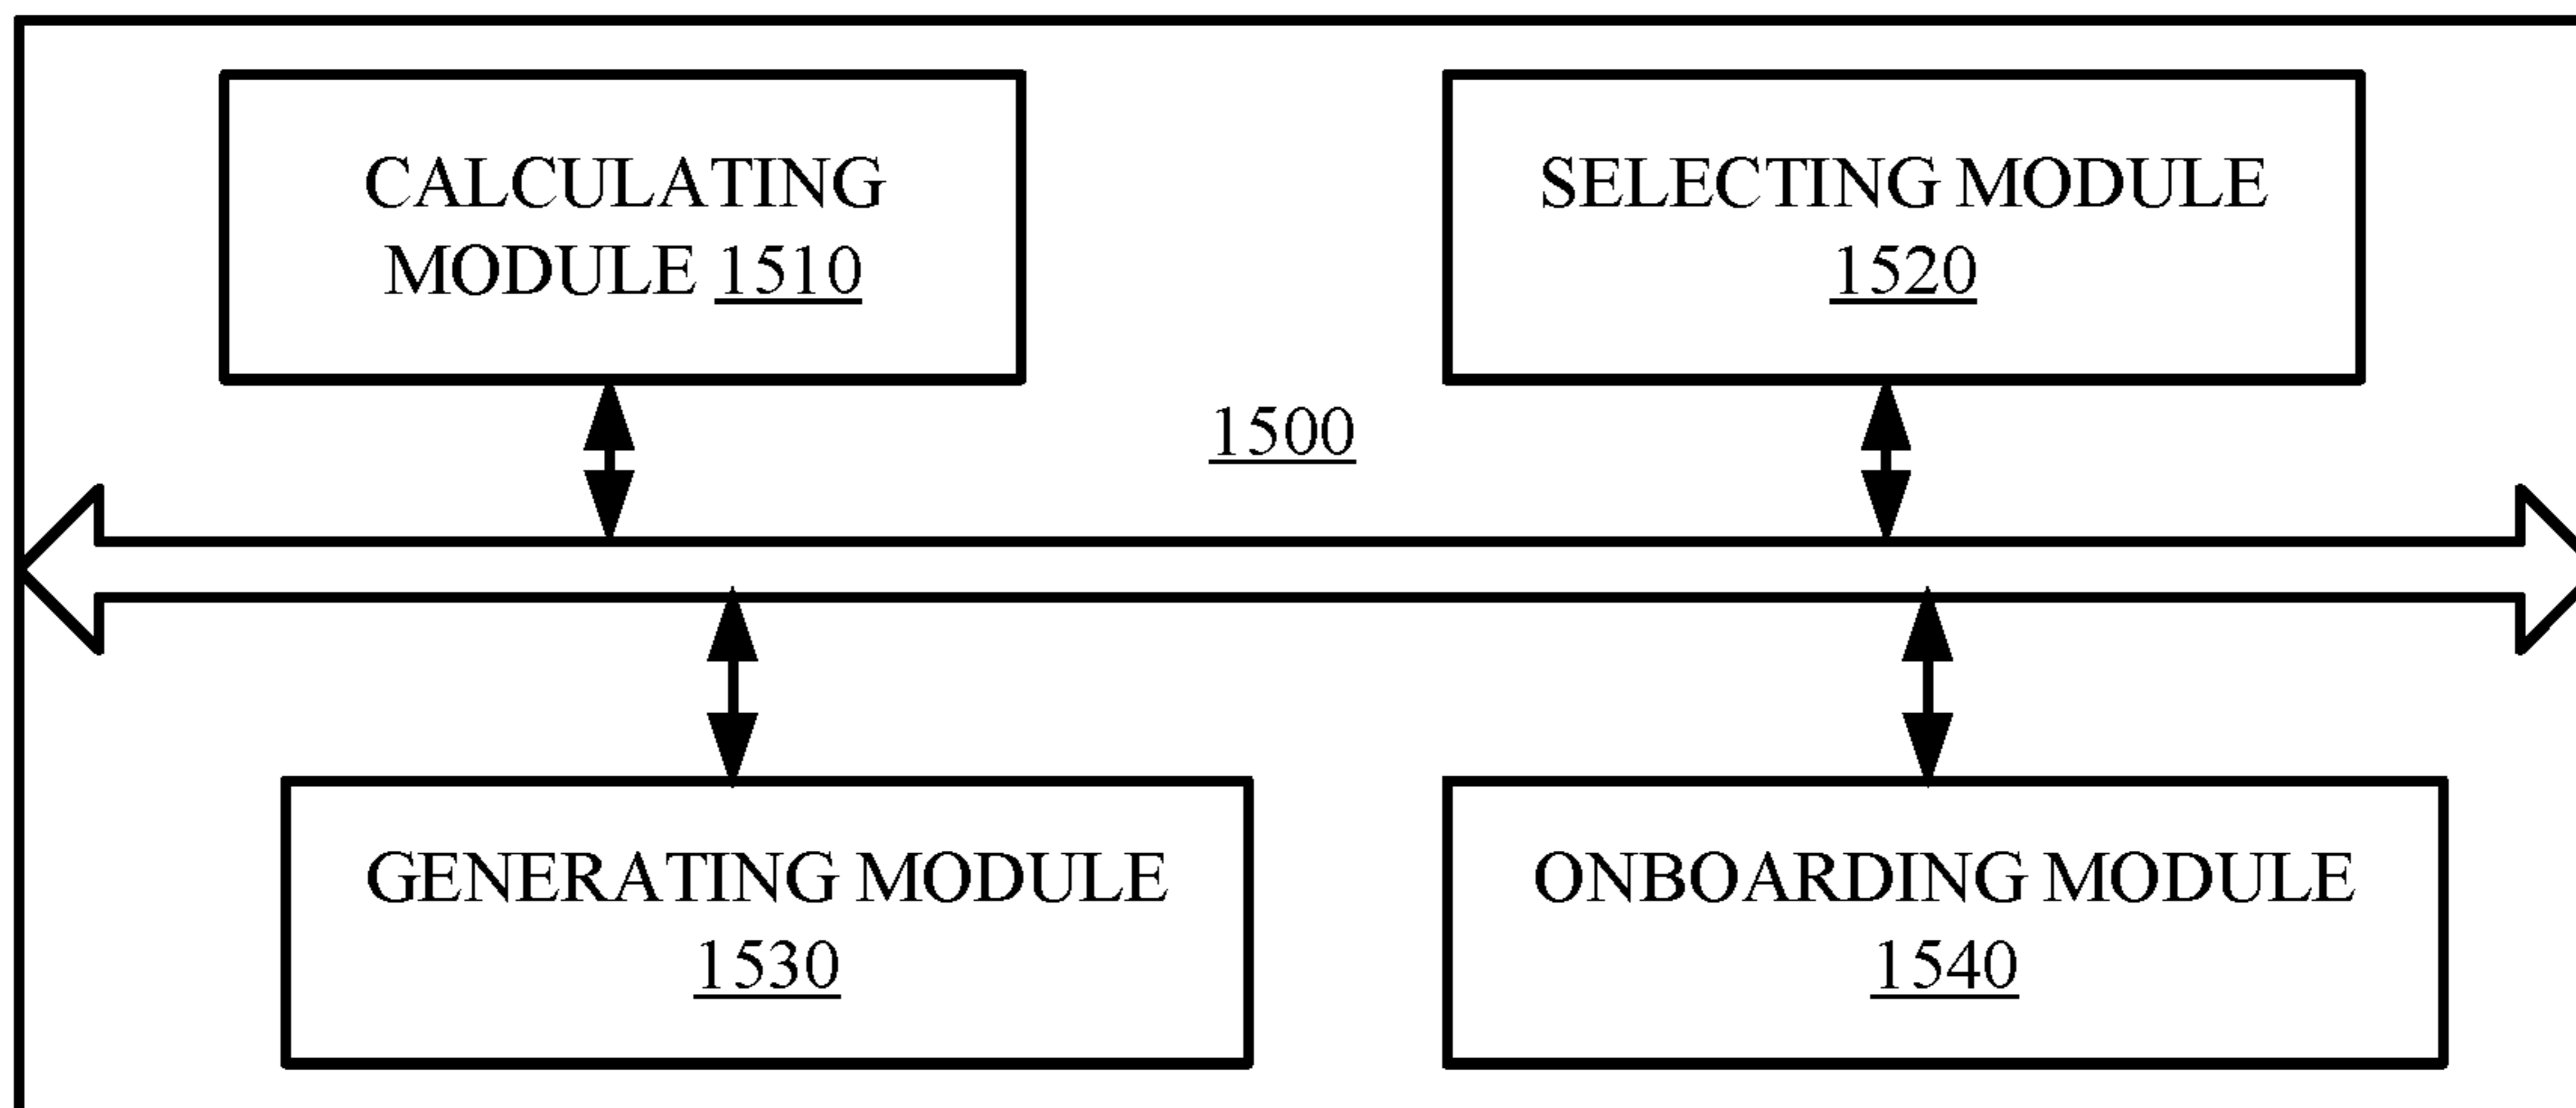 CALCULATING
MODULE 1510
SELECTING MODULE
1520
1500
GENERATING MODULE
1530
ONBOARDING MODULE
1540